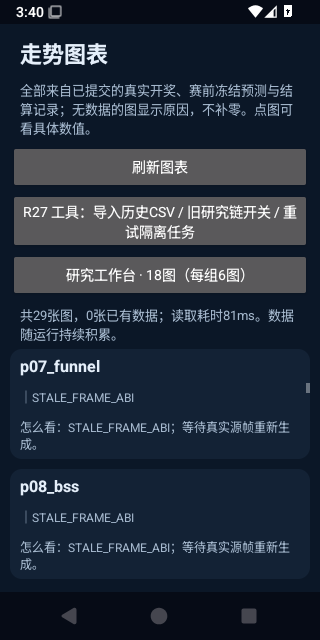 3:40
走势图表
全部来自已提交的真实开奖、赛前冻结预测与结
算记录；无数据的图显示原因，不补零。点图可
看具体数值。
刷新图表
R27 工具：导入历史CSV / 旧研究链开关 / 重
试隔离任务
研究工作台 · 18图（每组6图）
共29张图，0张已有数据；读取耗时81ms。数据
随运行持续积累。
p07_funnel
｜STALE_FRAME_ABI
怎么看：STALE_FRAME_ABI；等待真实源帧重新生
成。
p08_bss
｜STALE_FRAME_ABI
怎么看：STALE_FRAME_ABI；等待真实源帧重新生
成。